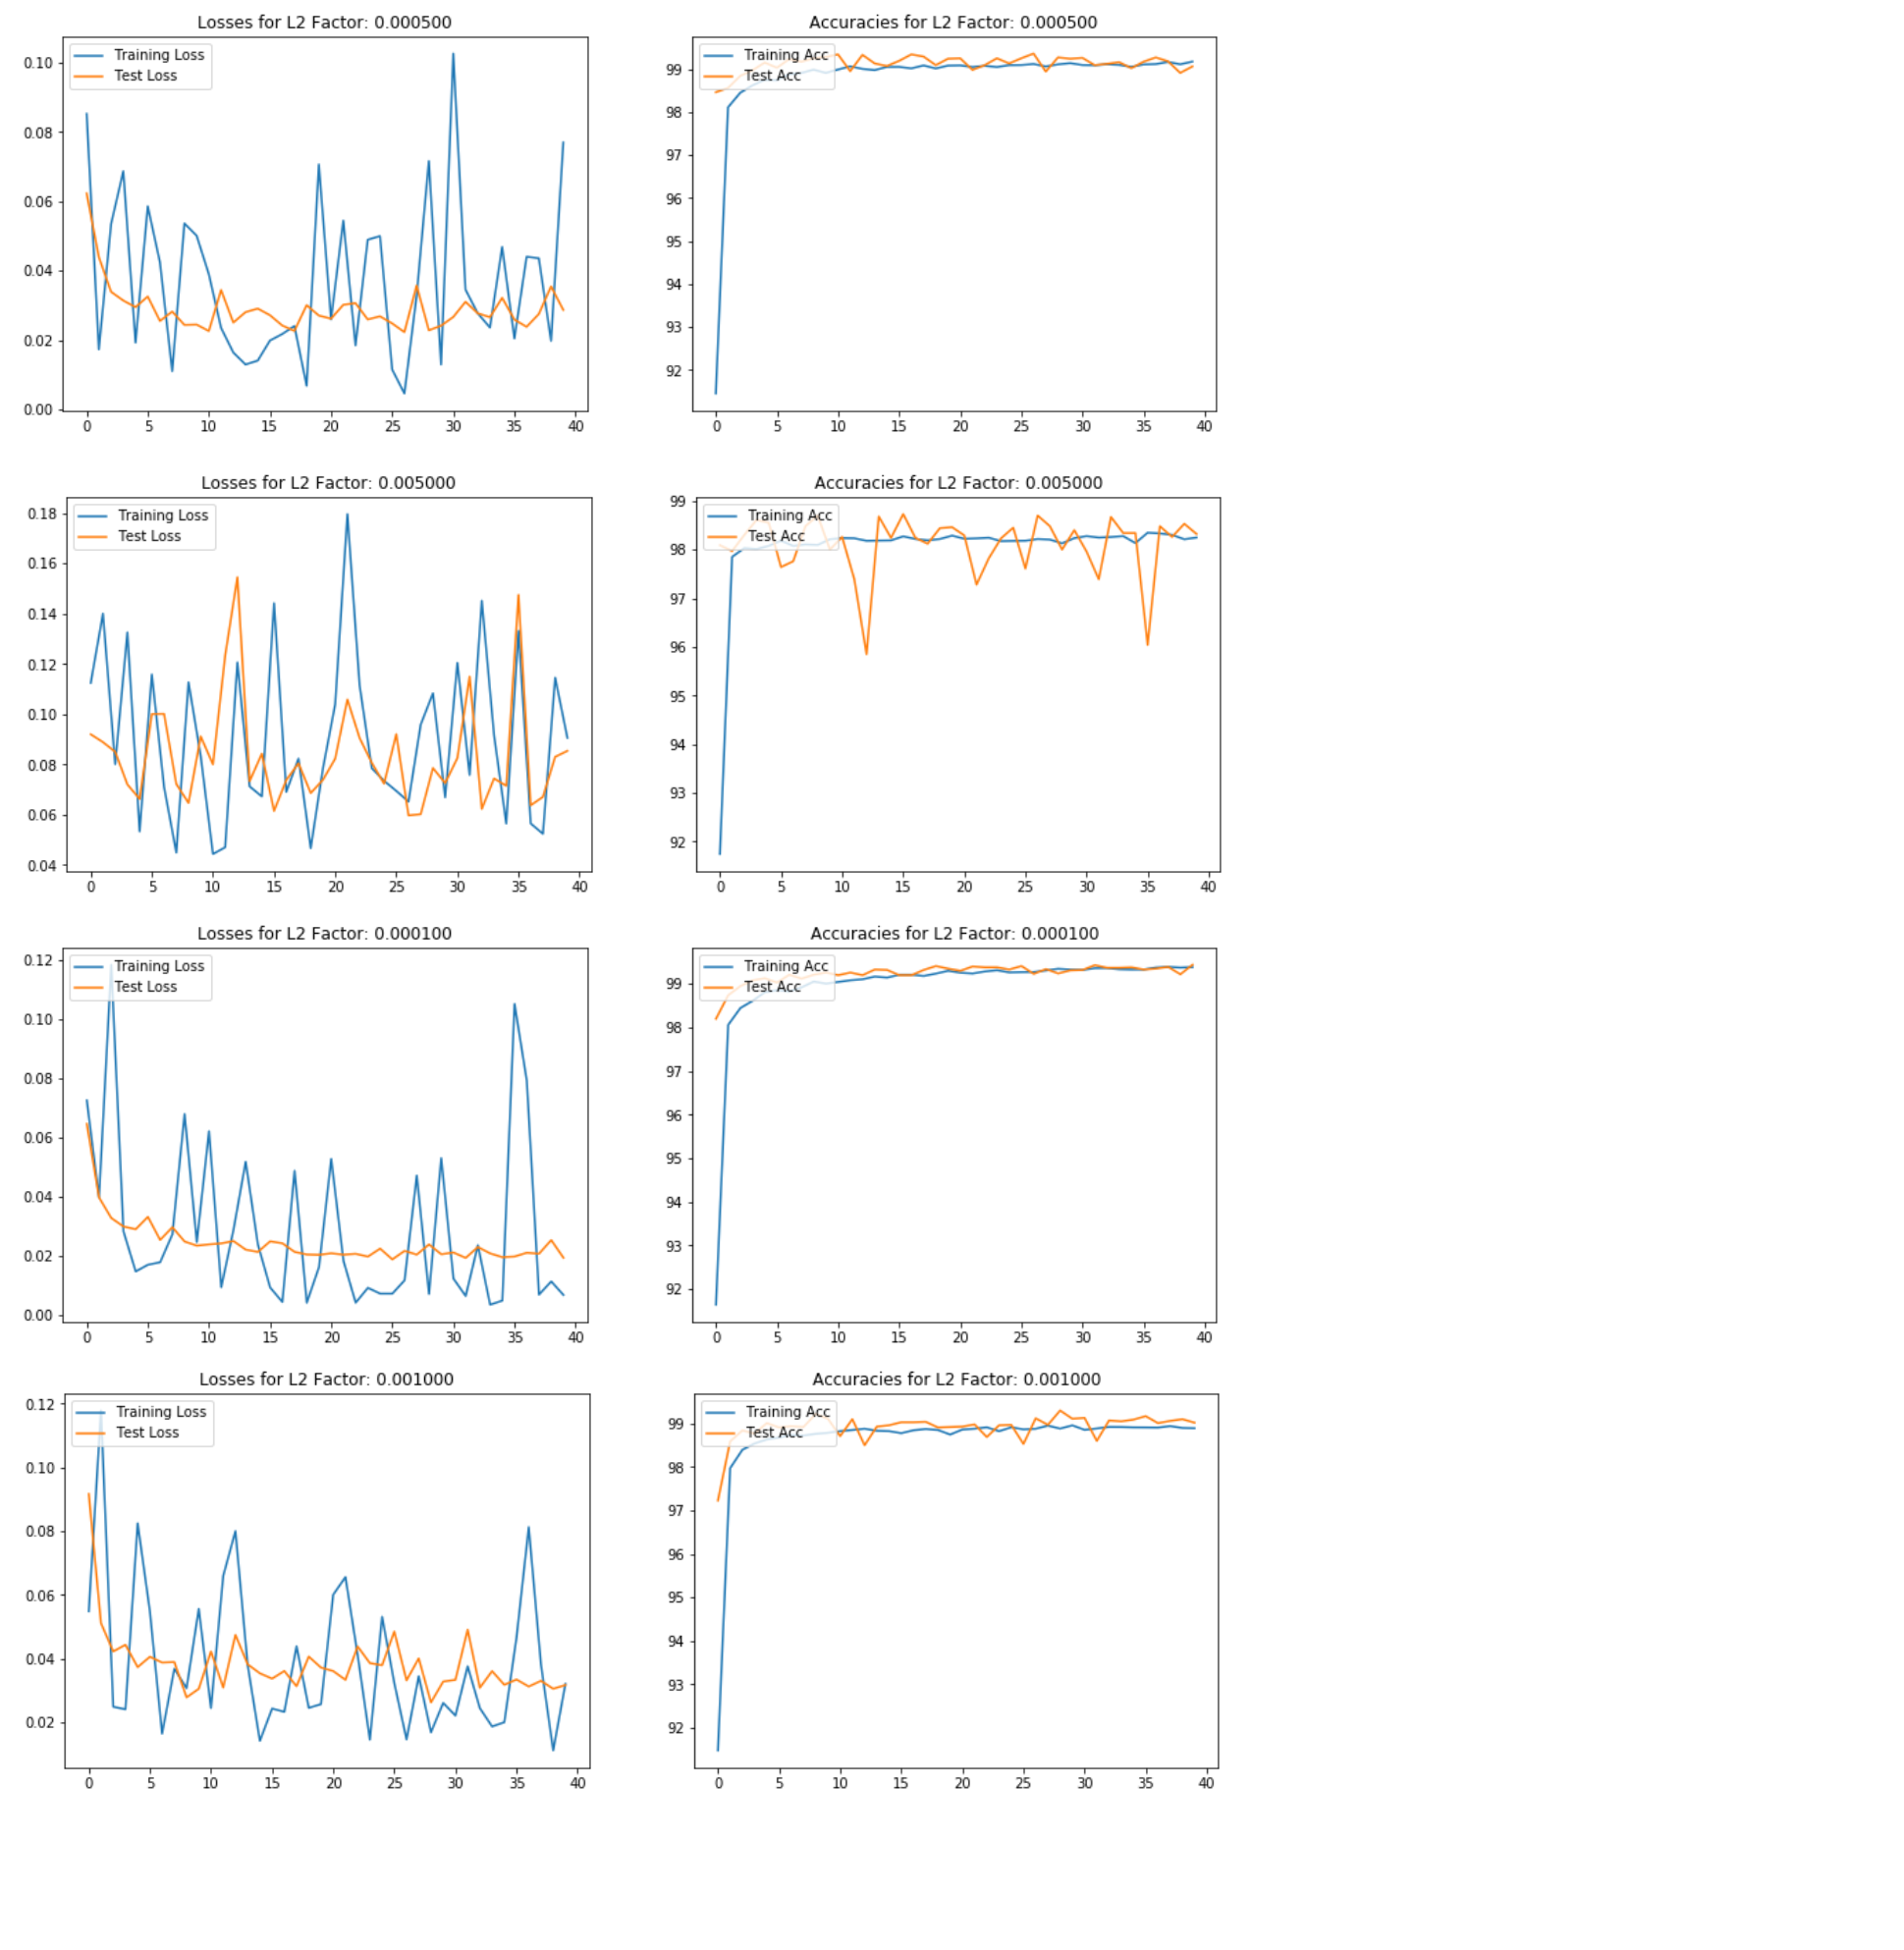 Losses for L2 Factor: 0.000500
Training Loss
Test Loss
0.10
0.08
0.06
0.04
0.02
0.00
0 5 10 15 20 25 30 35 40
Accuracies for L2 Factor: 0.000500
Training Acc
Test Acc
99
98
97
96
95
94
93
92
0 5 10 15 20 25 30 35 40
Losses for L2 Factor: 0.005000
Training Loss
Test Loss
0.18
0.16
0.14
0.12
0.10
0.08
0.06
0.04
0 5 10 15 20 25 30 35 40
Accuracies for L2 Factor: 0.005000
Training Acc
Test Acc
99
98
97
96
95
94
93
92
0 5 10 15 20 25 30 35 40
Losses for L2 Factor: 0.000100
Training Loss
Test Loss
0.12
0.10
0.08
0.06
0.04
0.02
0.00
0 5 10 15 20 25 30 35 40
Accuracies for L2 Factor: 0.000100
Training Acc
Test Acc
99
98
97
96
95
94
93
92
0 5 10 15 20 25 30 35 40
Losses for L2 Factor: 0.001000
Training Loss
Test Loss
0.12
0.10
0.08
0.06
0.04
0.02
0 5 10 15 20 25 30 35 40
Accuracies for L2 Factor: 0.001000
Training Acc
Test Acc
99
98
97
96
95
94
93
92
0 5 10 15 20 25 30 35 40